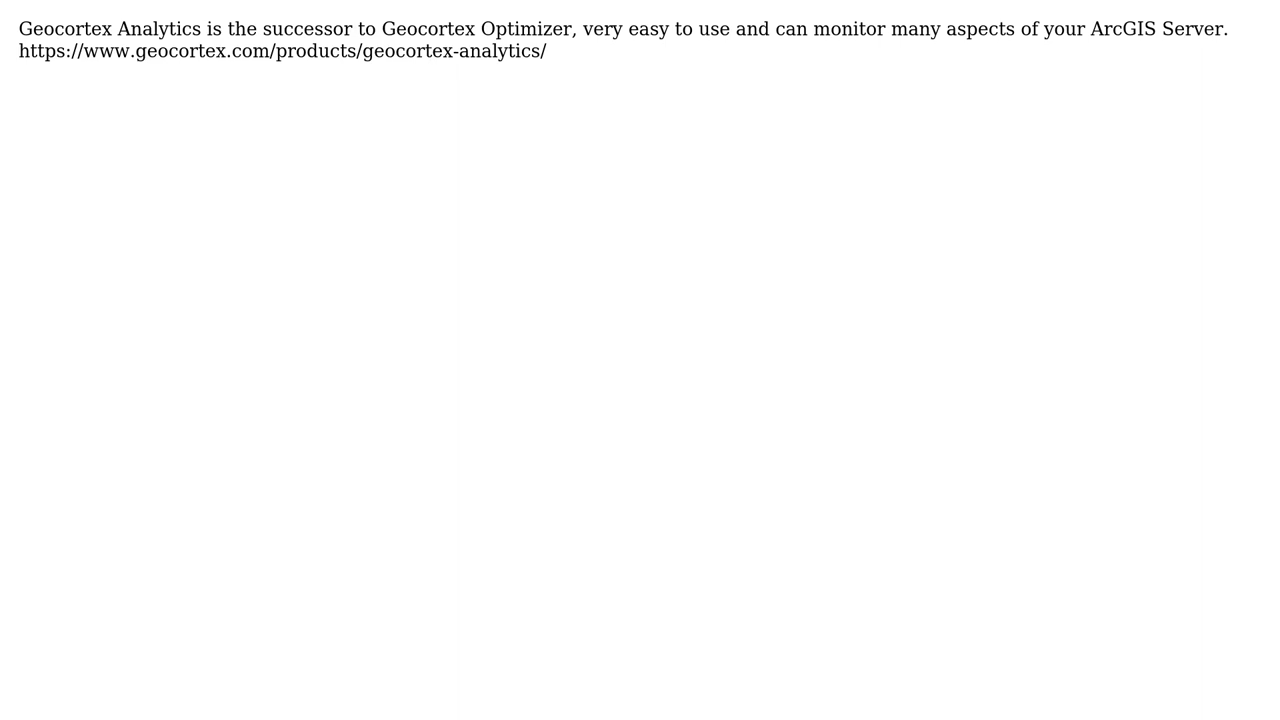 Geocortex Analytics is the successor to Geocortex Optimizer, very easy to use and can monitor many aspects of your ArcGIS Server.
https://www.geocortex.com/products/geocortex-analytics/